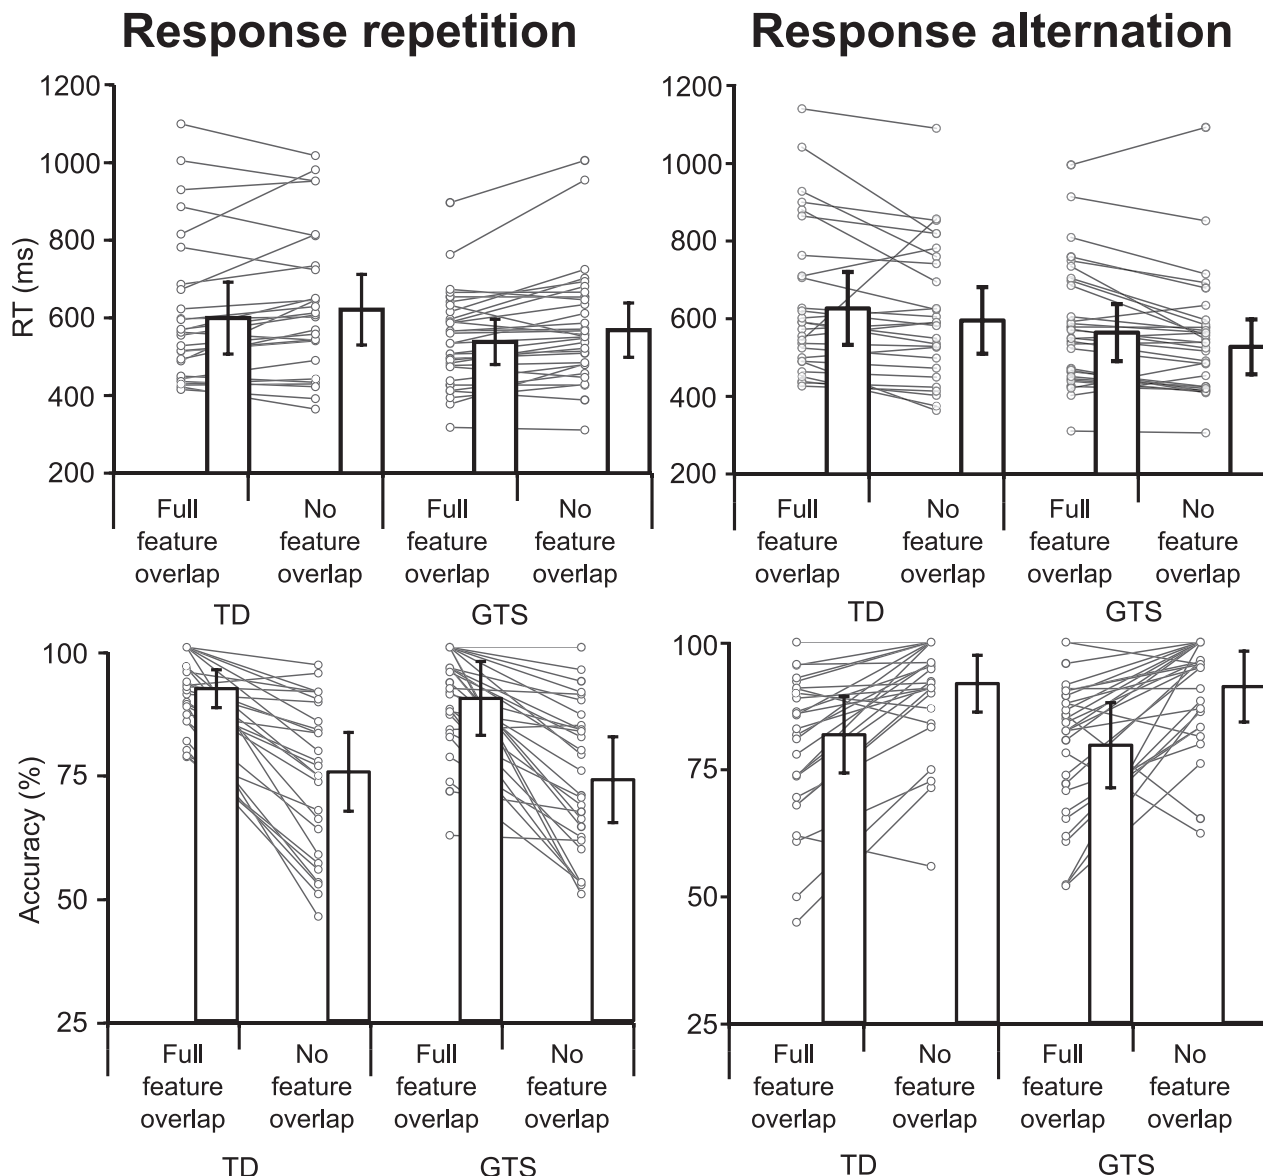 Response repetition
Response alternation
1200
1000
800
600
400
200
RT (ms)
Full feature overlap
No feature overlap
Full feature overlap
No feature overlap
TD
GTS
1200
1000
800
600
400
200
Full feature overlap
No feature overlap
Full feature overlap
No feature overlap
TD
GTS
100
75
50
25
Accuracy (%)
Full feature overlap
No feature overlap
Full feature overlap
No feature overlap
TD
GTS
100
75
50
25
Full feature overlap
No feature overlap
Full feature overlap
No feature overlap
TD
GTS